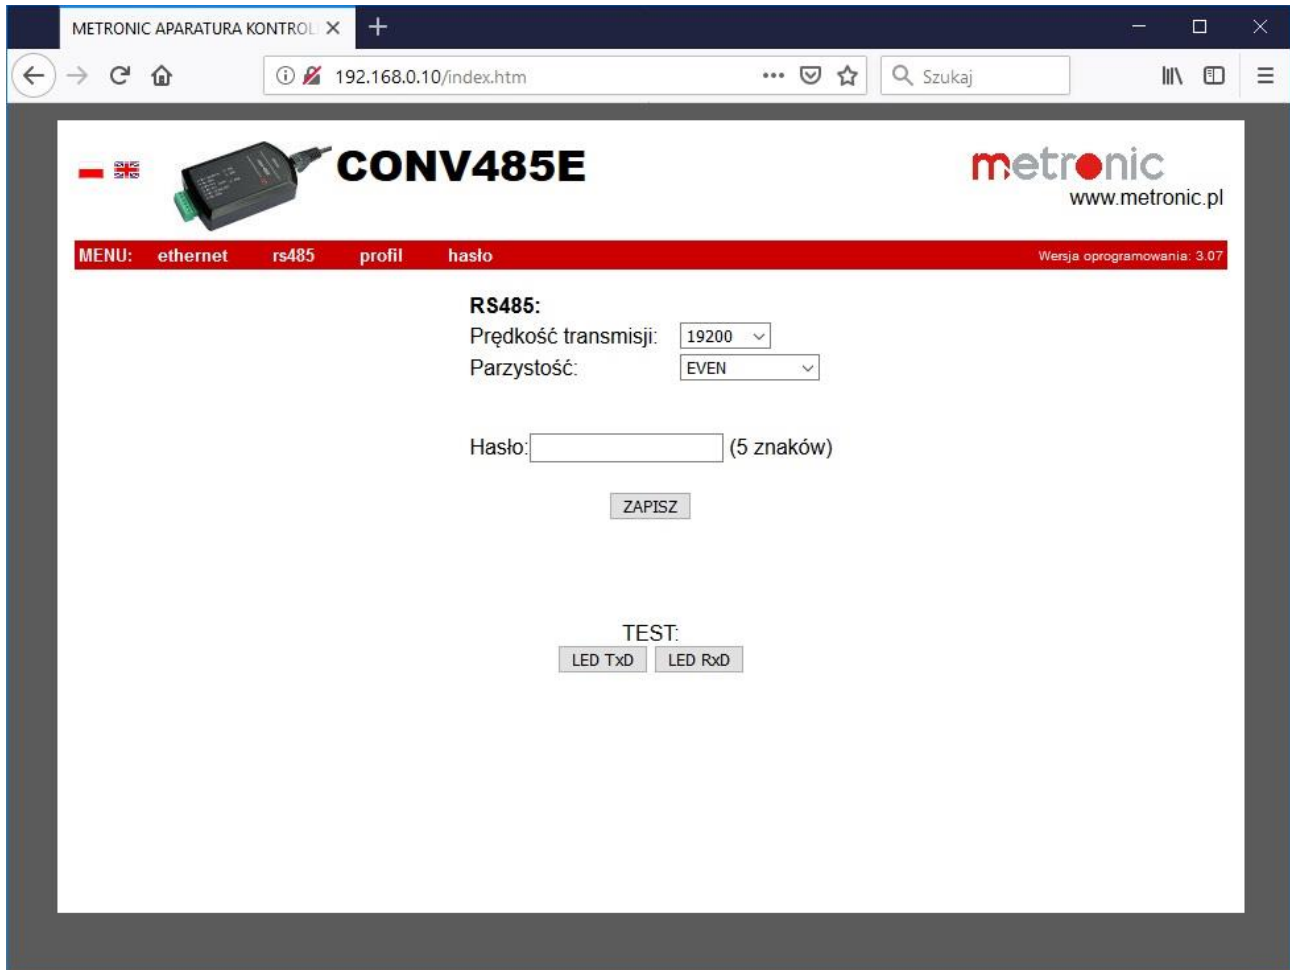 METRONIC APARATURA KONTROL
192.168.0.10/index.htm
Szukaj
CONV485E
metronic
www.metronic.pl
MENU: ethernet rs485 profil hasło Wersja oprogramowania: 3.07
RS485:
Prędkość transmisji: 19200
Parzystość: EVEN
Hasło: (5 znaków)
ZAPISZ
TEST:
LED TxD LED RxD